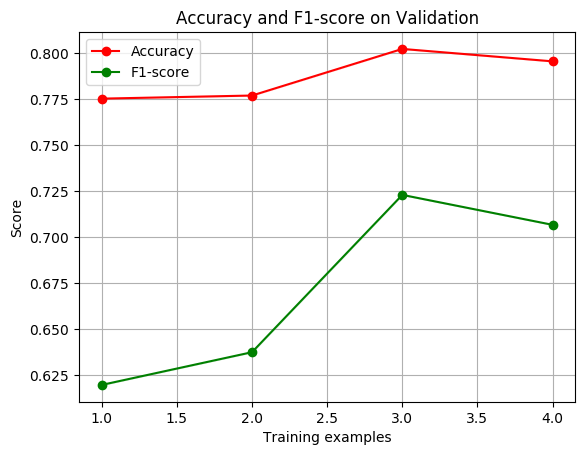 Accuracy and F1-score on Validation
Accuracy
F1-score
0.800
0.775
0.750
0.725
0.700
0.675
0.650
0.625
Score
1.0 1.5 2.0 2.5 3.0 3.5 4.0
Training examples